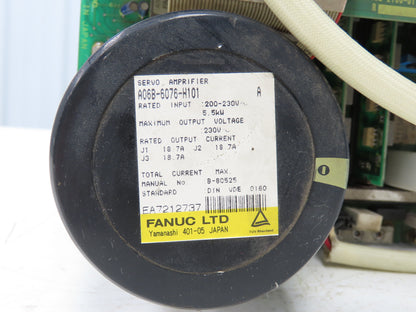 SERVO AMPRIFIER
A06B-6076-H101 A
RATED INPUT :200-230V~
5.5kW
MAXIMUM OUTPUT VOLTAGE
230V~
RATED OUTPUT CURRENT
J1 18.7A J2 18.7A
J3 18.7A
TOTAL CURRENT MAX
MANUAL NO. B-80525
STANDARD DIN VDE 0160
EA7212737
FANUC LTD
Yamanashi 401-05 JAPAN